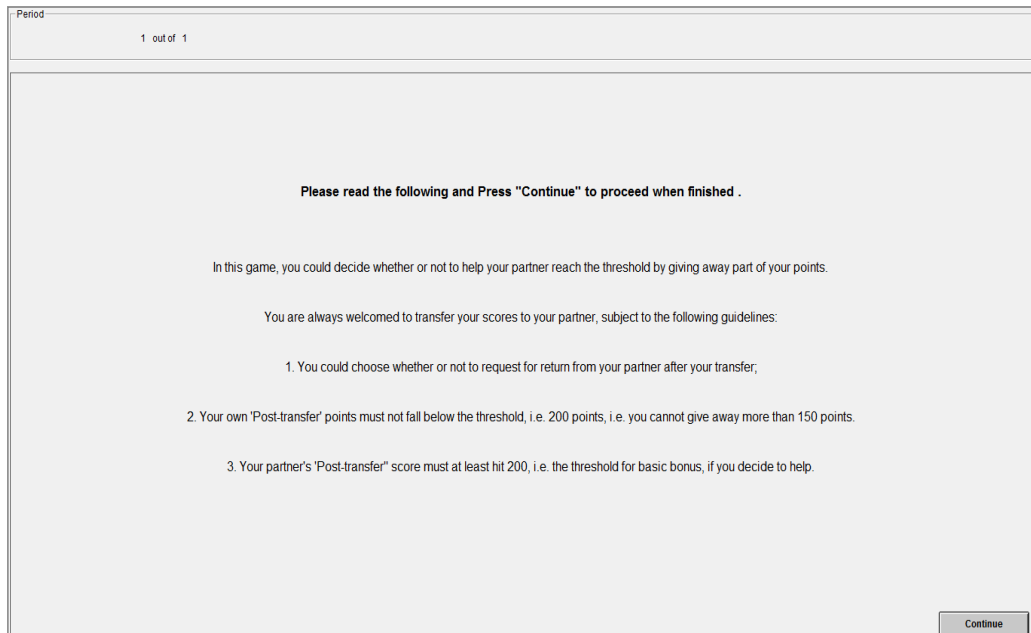 Period
1 out of 1
Please read the following and Press "Continue" to proceed when finished .
In this game, you could decide whether or not to help your partner reach the threshold by giving away part of your points.
You are always welcomed to transfer your scores to your partner, subject to the following guidelines:
1. You could choose whether or not to request for return from your partner after your transfer;
2. Your own 'Post-transfer' points must not fall below the threshold, i.e. 200 points, i.e. you cannot give away more than 150 points.
3. Your partner's 'Post-transfer" score must at least hit 200, i.e. the threshold for basic bonus, if you decide to help.
Continue